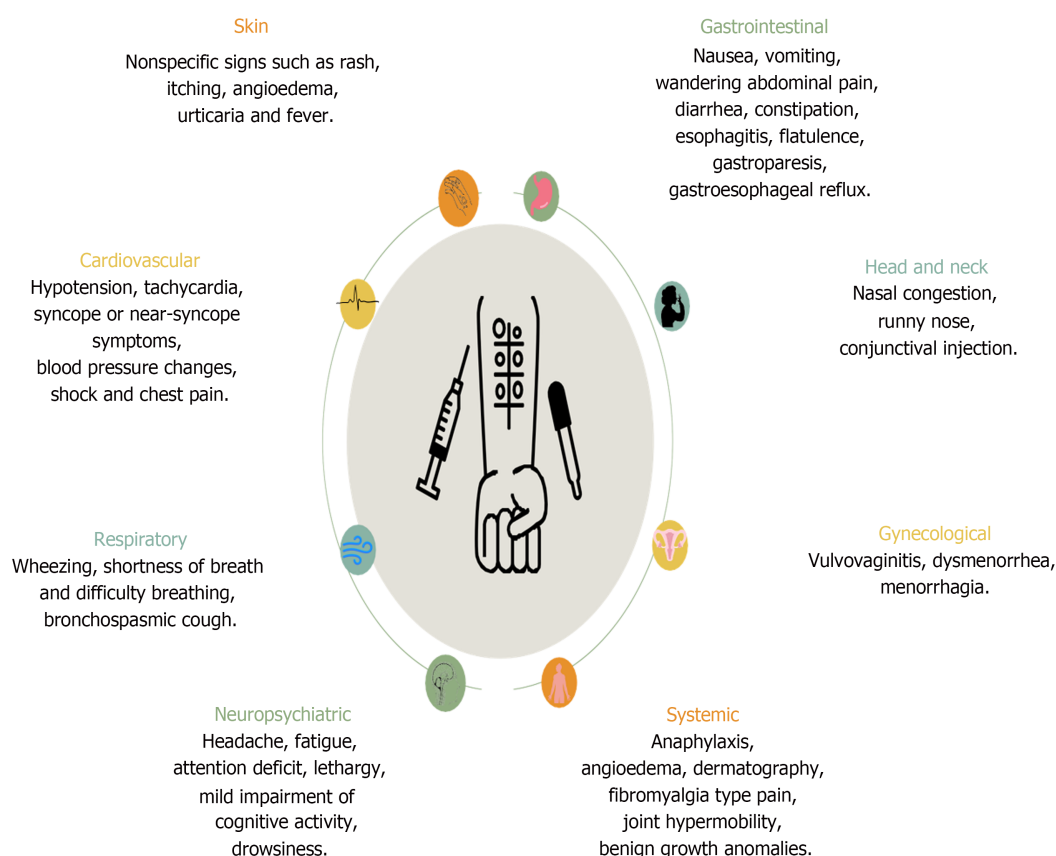 Skin
Nonspecific signs such as rash,
itching, angioedema,
urticaria and fever.
Gastrointestinal
Nausea, vomiting,
wandering abdominal pain,
diarrhea, constipation,
esophagitis, flatulence,
gastroparesis,
gastroesophageal reflux.
Cardiovascular
Hypotension, tachycardia,
syncope or near-syncope
symptoms,
blood pressure changes,
shock and chest pain.
Head and neck
Nasal congestion,
runny nose,
conjunctival injection.
Respiratory
Wheezing, shortness of breath
and difficulty breathing,
bronchospasmic cough.
Gynecological
Vulvovaginitis, dysmenorrhea,
menorrhagia.
Neuropsychiatric
Headache, fatigue,
attention deficit, lethargy,
mild impairment of
cognitive activity,
drowsiness.
Systemic
Anaphylaxis,
angioedema, dermatography,
fibromyalgia type pain,
joint hypermobility,
benign growth anomalies.